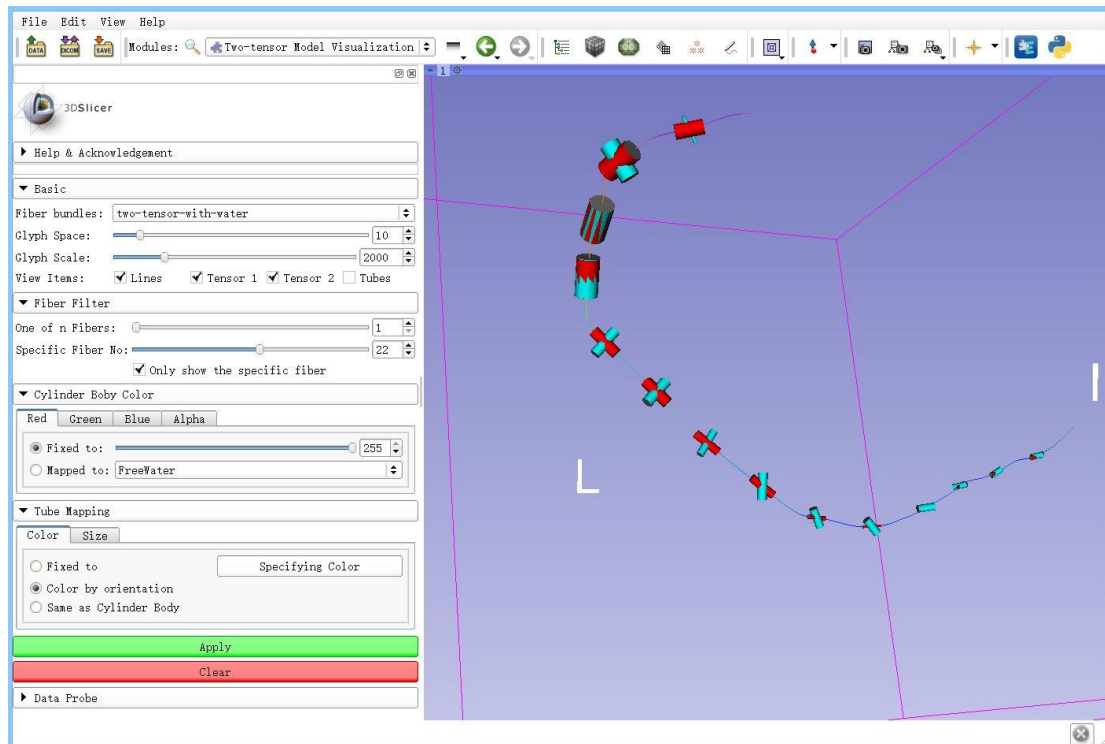 File Edit View Help
DATA DICOM SAVE Modules: Two-tensor Model Visualization
1
3DSlicer
Help & Acknowledgement
Basic
Fiber bundles: two-tensor-with-water
Glyph Space: 10
Glyph Scale: 2000
View Items: Lines Tensor 1 Tensor 2 Tubes
Fiber Filter
One of n Fibers: 1
Specific Fiber No: 22
Only show the specific fiber
Cylinder Boby Color
Red Green Blue Alpha
Fixed to: 255
Mapped to: FreeWater
Tube Mapping
Color Size
Fixed to Specifying Color
Color by orientation
Same as Cylinder Body
Apply
Clear
Data Probe
L
I